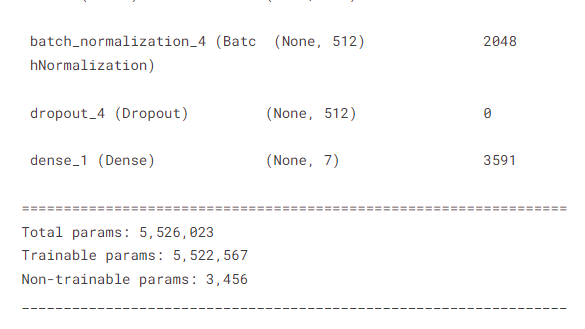 batch_normalization_4 (Batc  (None, 512)  2048
hNormalization)
dropout_4 (Dropout)  (None, 512)  0
dense_1 (Dense)  (None, 7)  3591
=================================================================
Total params: 5,526,023
Trainable params: 5,522,567
Non-trainable params: 3,456
_________________________________________________________________